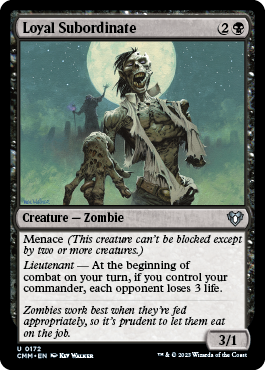 Loyal Subordinate 2
Creature — Zombie
Menace (This creature can't be blocked except
by two or more creatures.)
Lieutenant — At the beginning of
combat on your turn, if you control your
commander, each opponent loses 3 life.
Zombies work best when they're fed
appropriately, so it's prudent to let them eat
on the job.
3/1
U 0172
CMM • EN Kev Walker
™ & © 2023 Wizards of the Coast